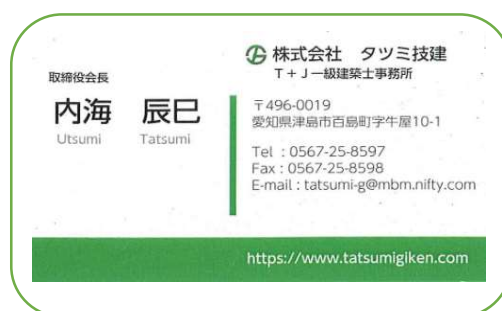 取締役会長
内海 辰巳
Utsumi Tatsumi
株式会社 タツミ技建
T+J一級建築士事務所
〒496-0019
愛知県津島市百島町字牛屋10-1
Tel : 0567-25-8597
Fax : 0567-25-8598
E-mail : tatsumi-g@mbm.nifty.com
https://www.tatsumigiken.com